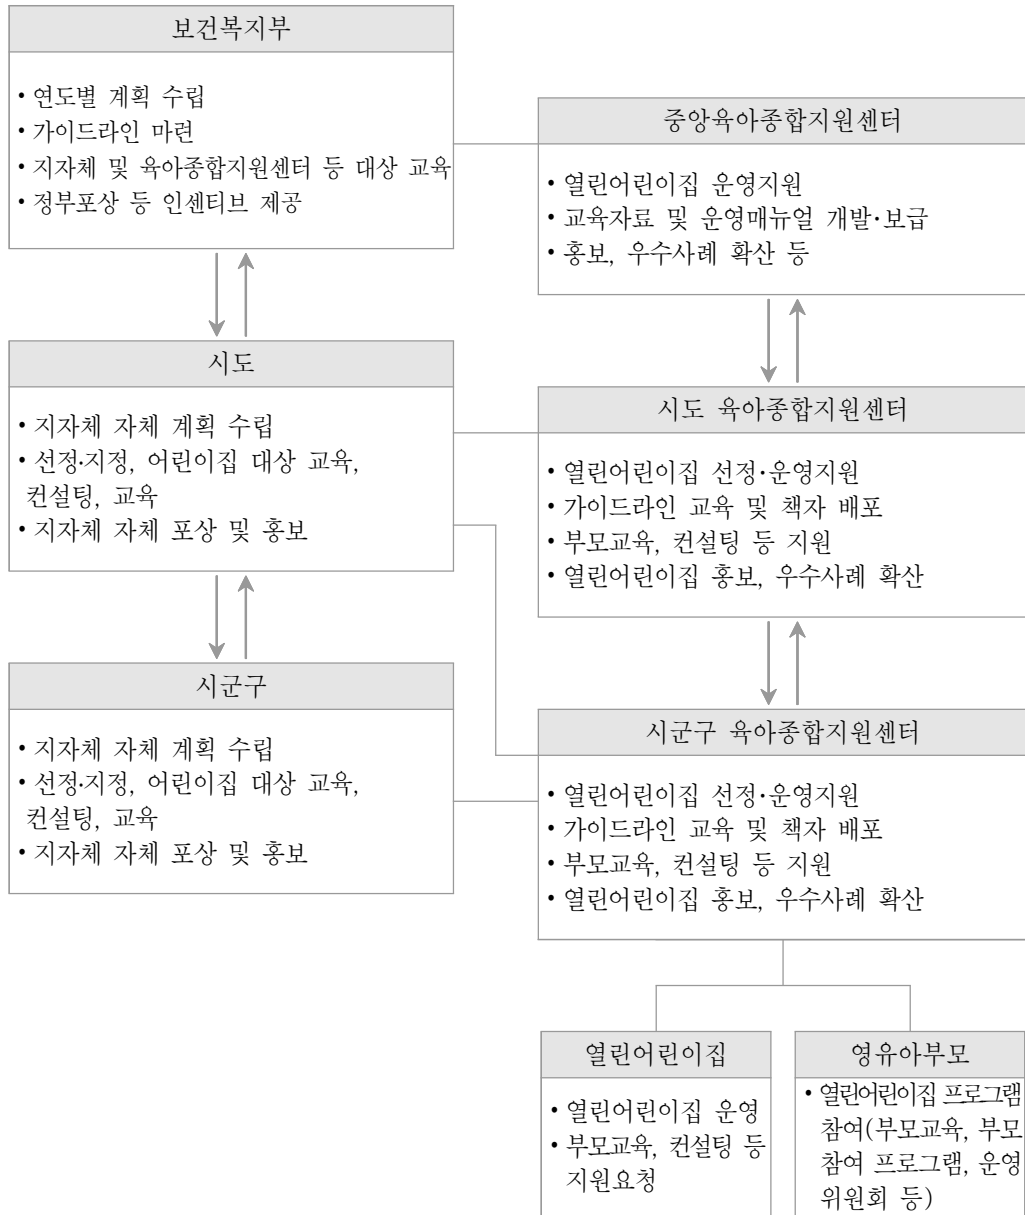 보건복지부
• 연도별 계획 수립
• 가이드라인 마련
• 지자체 및 육아종합지원센터 등 대상 교육
• 정부포상 등 인센티브 제공
중앙육아종합지원센터
• 열린어린이집 운영지원
• 교육자료 및 운영매뉴얼 개발·보급
• 홍보, 우수사례 확산 등
시도
• 지자체 자체 계획 수립
• 선정·지정, 어린이집 대상 교육,
컨설팅, 교육
• 지자체 자체 포상 및 홍보
시도 육아종합지원센터
• 열린어린이집 선정·운영지원
• 가이드라인 교육 및 책자 배포
• 부모교육, 컨설팅 등 지원
• 열린어린이집 홍보, 우수사례 확산
시군구
• 지자체 자체 계획 수립
• 선정·지정, 어린이집 대상 교육,
컨설팅, 교육
• 지자체 자체 포상 및 홍보
시군구 육아종합지원센터
• 열린어린이집 선정·운영지원
• 가이드라인 교육 및 책자 배포
• 부모교육, 컨설팅 등 지원
• 열린어린이집 홍보, 우수사례 확산
열린어린이집
• 열린어린이집 운영
• 부모교육, 컨설팅 등
지원요청
영유아부모
• 열린어린이집 프로그램
참여(부모교육, 부모
참여 프로그램, 운영
위원회 등)